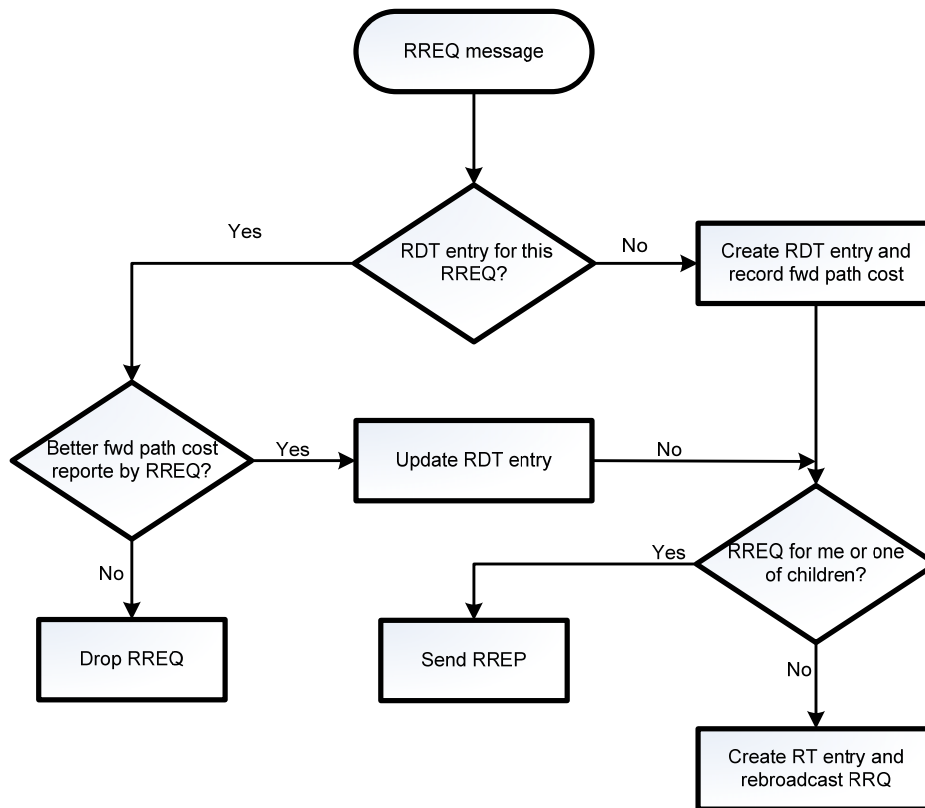 RREQ message
Yes
RDT entry for this
RREQ?
No
Create RDT entry and
record fwd path cost
Better fwd path cost
reporte by RREQ?
Yes
Update RDT entry
No
No
Drop RREQ
Yes
RREQ for me or one
of children?
Send RREP
No
Create RT entry and
rebroadcast RRQ